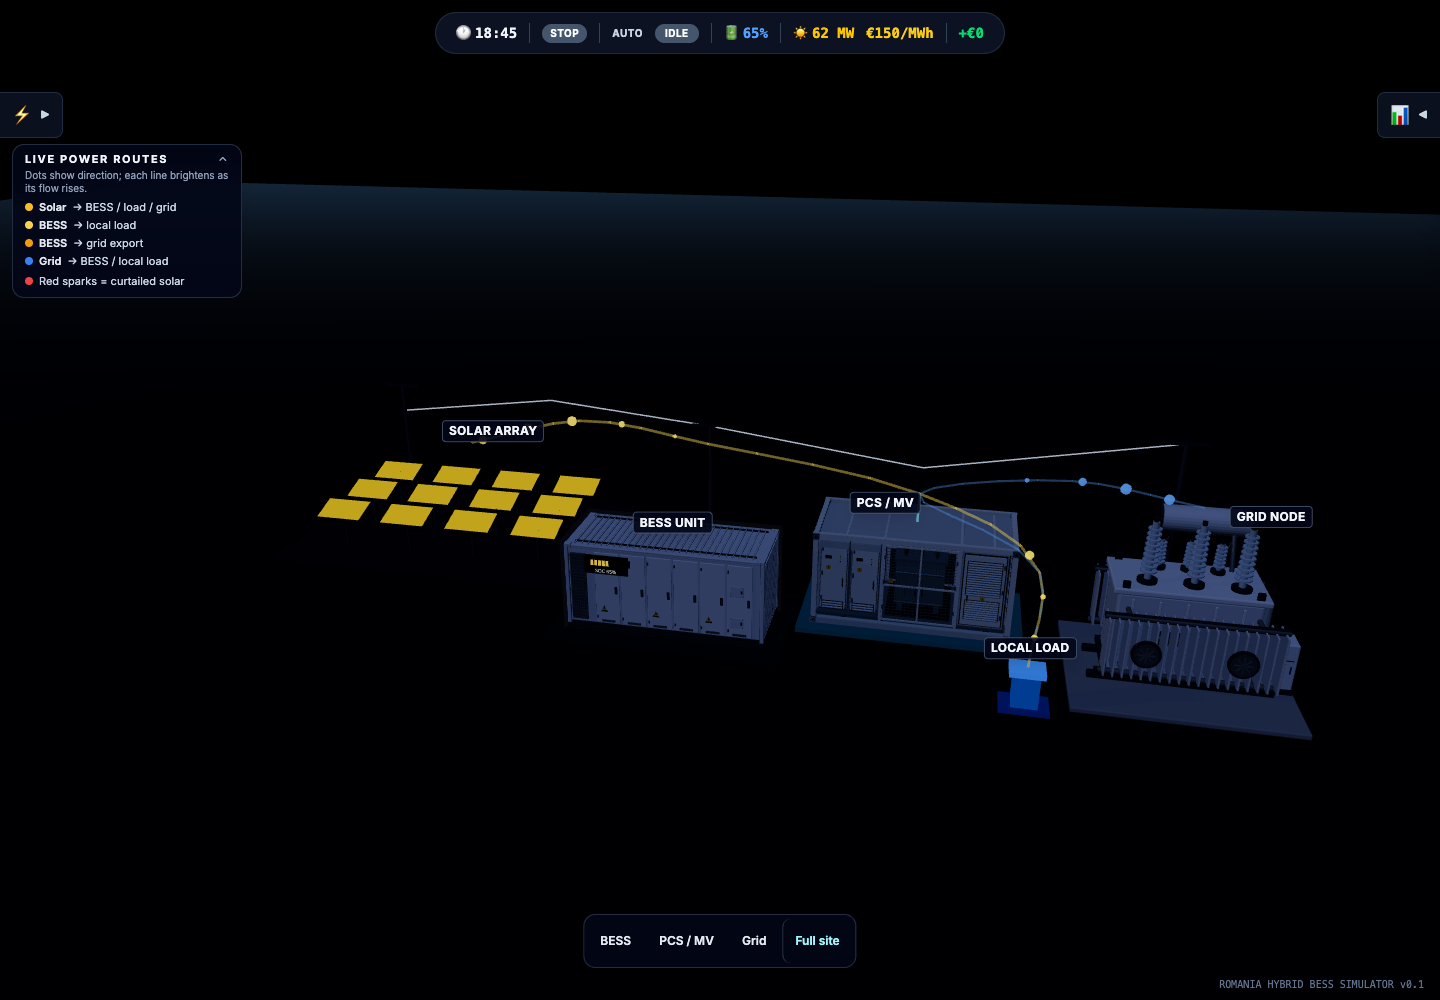 18:45 STOP AUTO IDLE 65% 62 MW €150/MWh +€0
LIVE POWER ROUTES
Dots show direction; each line brightens as
its flow rises.
Solar → BESS / load / grid
BESS → local load
BESS → grid export
Grid → BESS / local load
Red sparks = curtailed solar
SOLAR ARRAY
BESS UNIT
PCS / MV
GRID NODE
SOC 65%
LOCAL LOAD
BESS PCS / MV Grid Full site
ROMANIA HYBRID BESS SIMULATOR v0.1